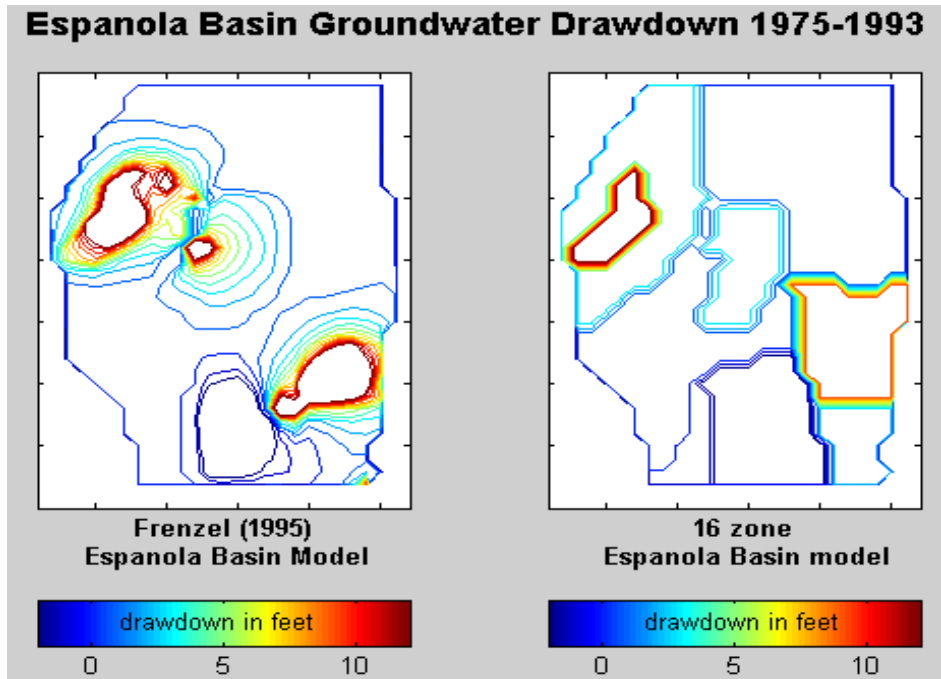 Espanola Basin Groundwater Drawdown 1975-1993
Frenzel (1995)
Espanola Basin Model
16 zone
Espanola Basin model
drawdown in feet
0 5 10
drawdown in feet
0 5 10